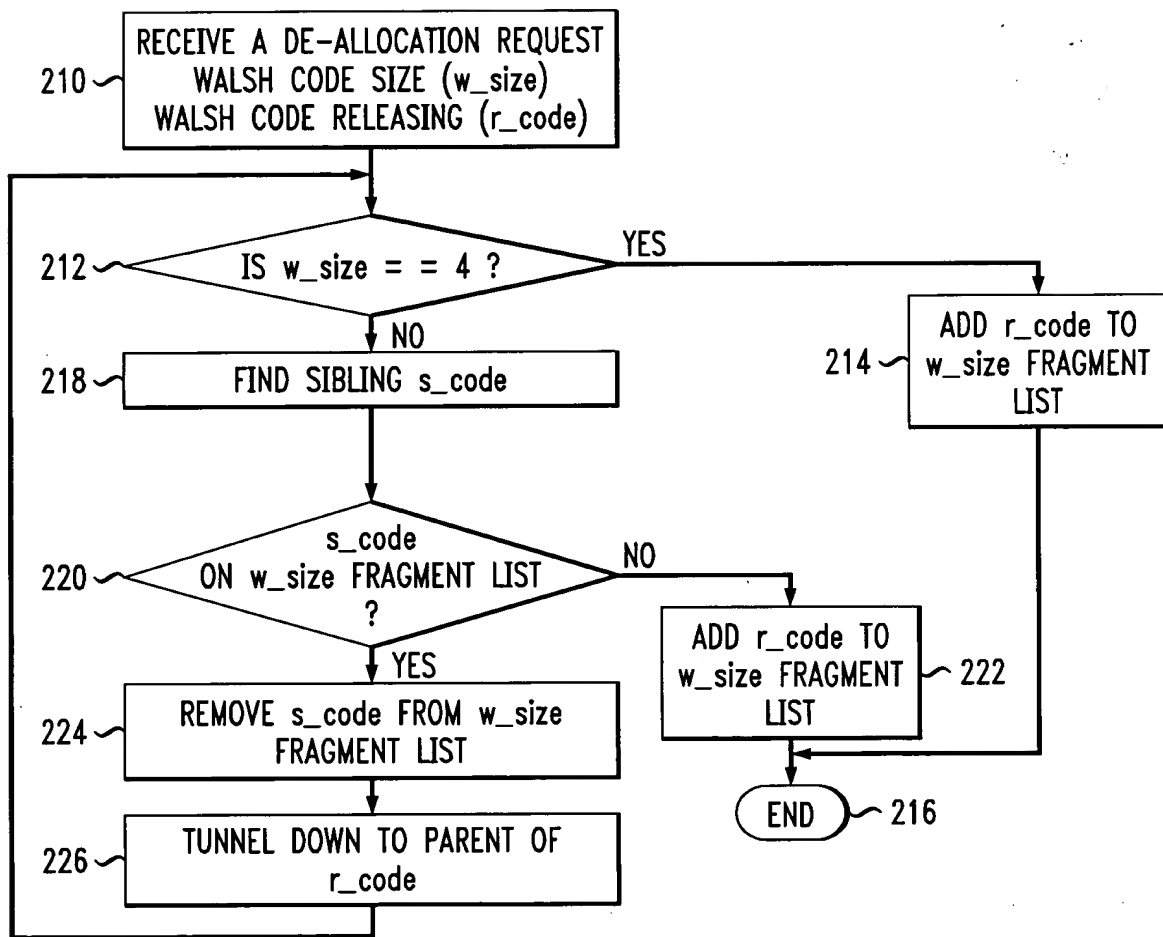 RECEIVE A DE-ALLOCATION REQUEST
WALSH CODE SIZE (w_size)
WALSH CODE RELEASING (r_code)
210
212
IS w_size = = 4 ?
YES
NO
214
ADD r_code TO
w_size FRAGMENT
LIST
218
FIND SIBLING s_code
220
s_code
ON w_size FRAGMENT LIST
?
NO
YES
ADD r_code TO
w_size FRAGMENT
LIST
222
224
REMOVE s_code FROM w_size
FRAGMENT LIST
END
216
226
TUNNEL DOWN TO PARENT OF
r_code